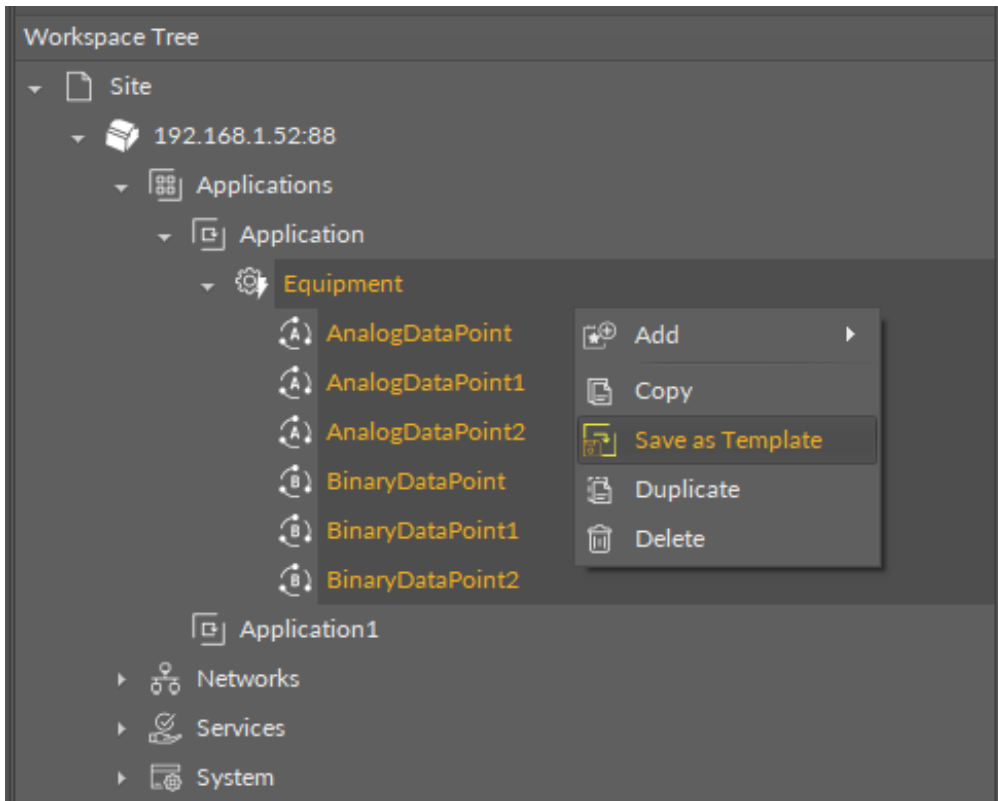 Workspace Tree
Site
192.168.1.52:88
Applications
Application
Equipment
AnalogDataPoint
AnalogDataPoint1
AnalogDataPoint2
BinaryDataPoint
BinaryDataPoint1
BinaryDataPoint2
Application1
Networks
Services
System
Add
Copy
Save as Template
Duplicate
Delete